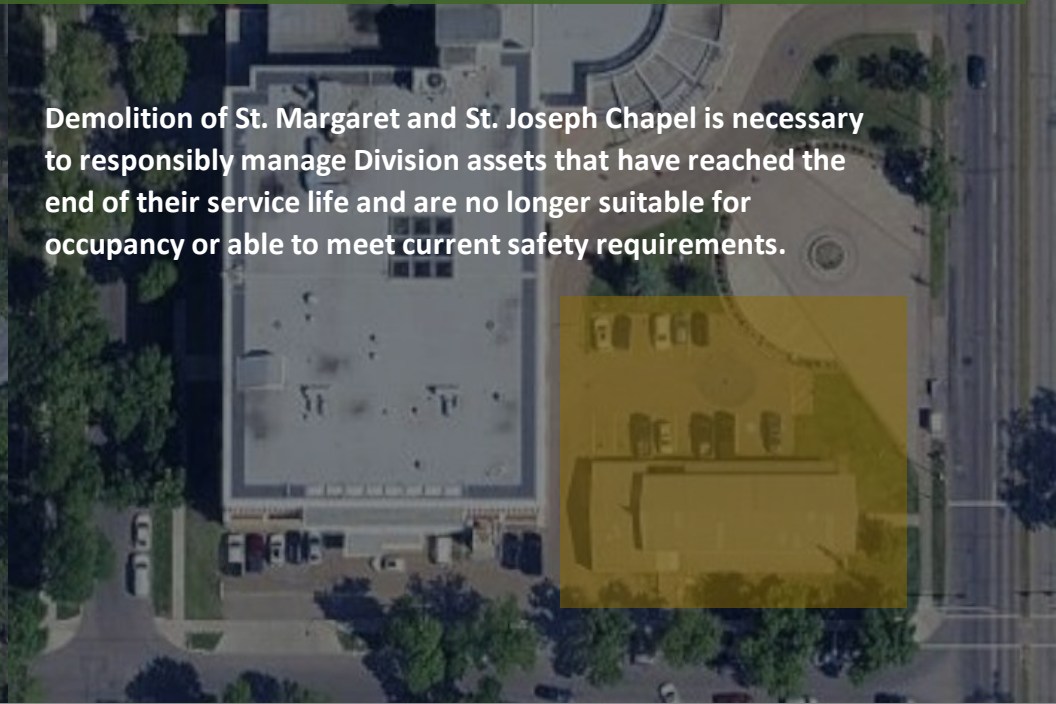 Demolition of St. Margaret and St. Joseph Chapel is necessary
to responsibly manage Division assets that have reached the
end of their service life and are no longer suitable for
occupancy or able to meet current safety requirements.